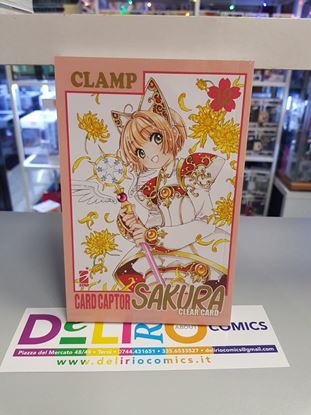 CLAMP
CARD CAPTOR SAKURA
CLEAR CARD
DELIRIO ABOUT COMICS
Piazza del Mercato 48/49 • Terni • 0744.431651 • 335.6533527 • deliriocomics@gmail.com
www.deliriocomics.it